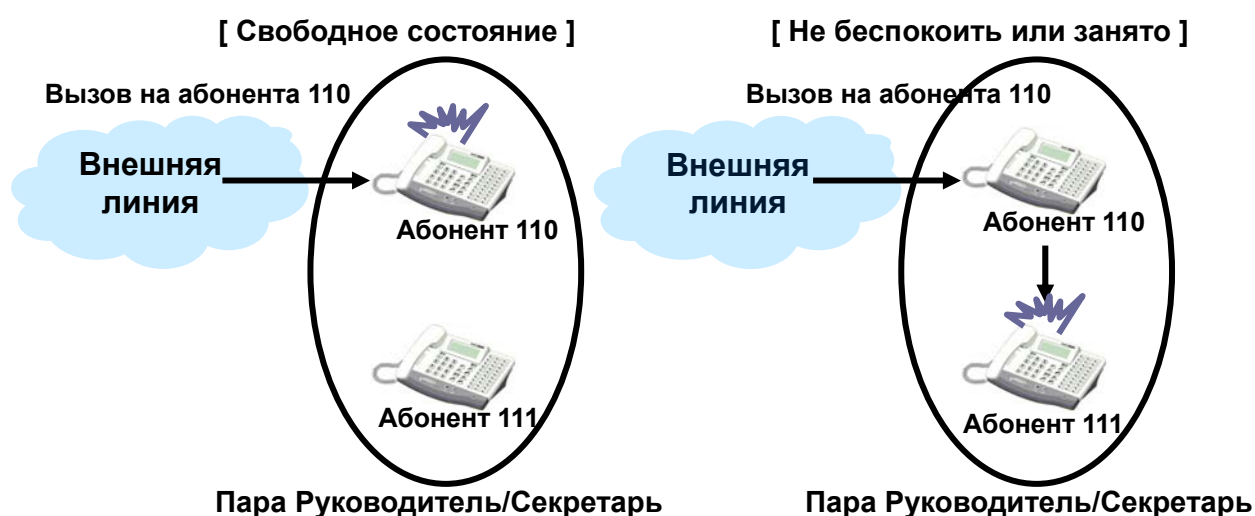 [ Свободное состояние ]
Вызов на абонента 110
Внешняя
линия
Абонент 110
Абонент 111
Пара Руководитель/Секретарь
[ Не беспокоить или занято ]
Вызов на абонента 110
Внешняя
линия
Абонент 110
Абонент 111
Пара Руководитель/Секретарь